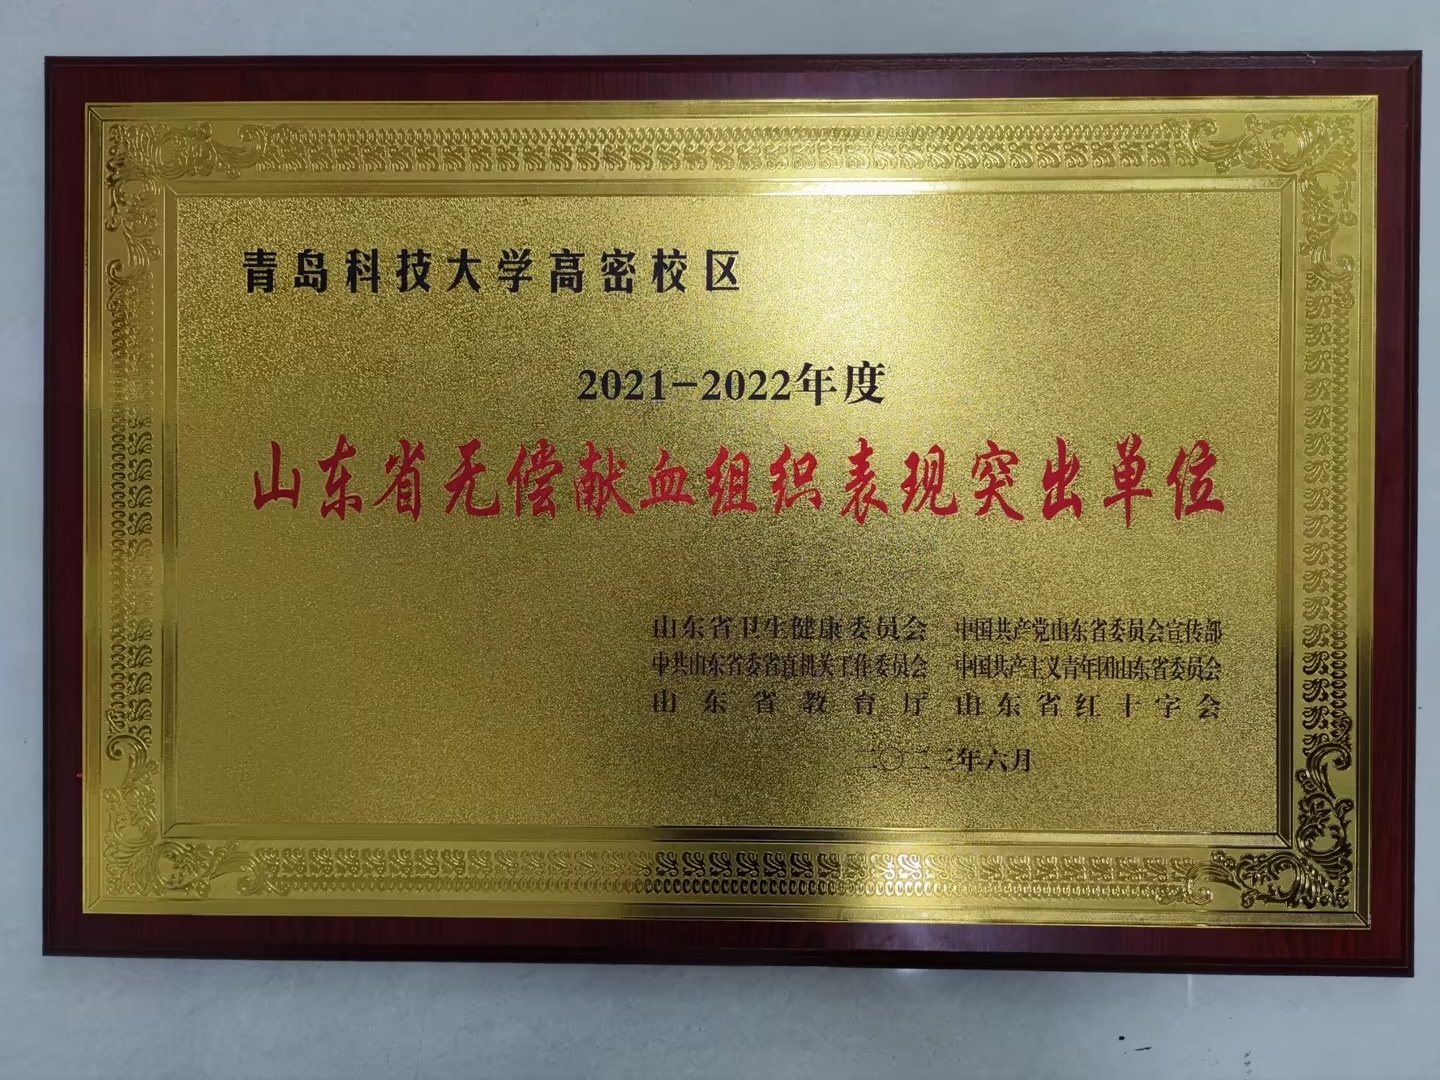 青岛科技大学高密校区
2021-2022年度
山东省无偿献血组织表现突出单位
山东省卫生健康委员会 中国共产党山东省委员会宣传部
中共山东省委省直机关工作委员会 中国共产主义青年团山东省委员会
山东省教育厅 山东省红十字会
二〇二三年六月